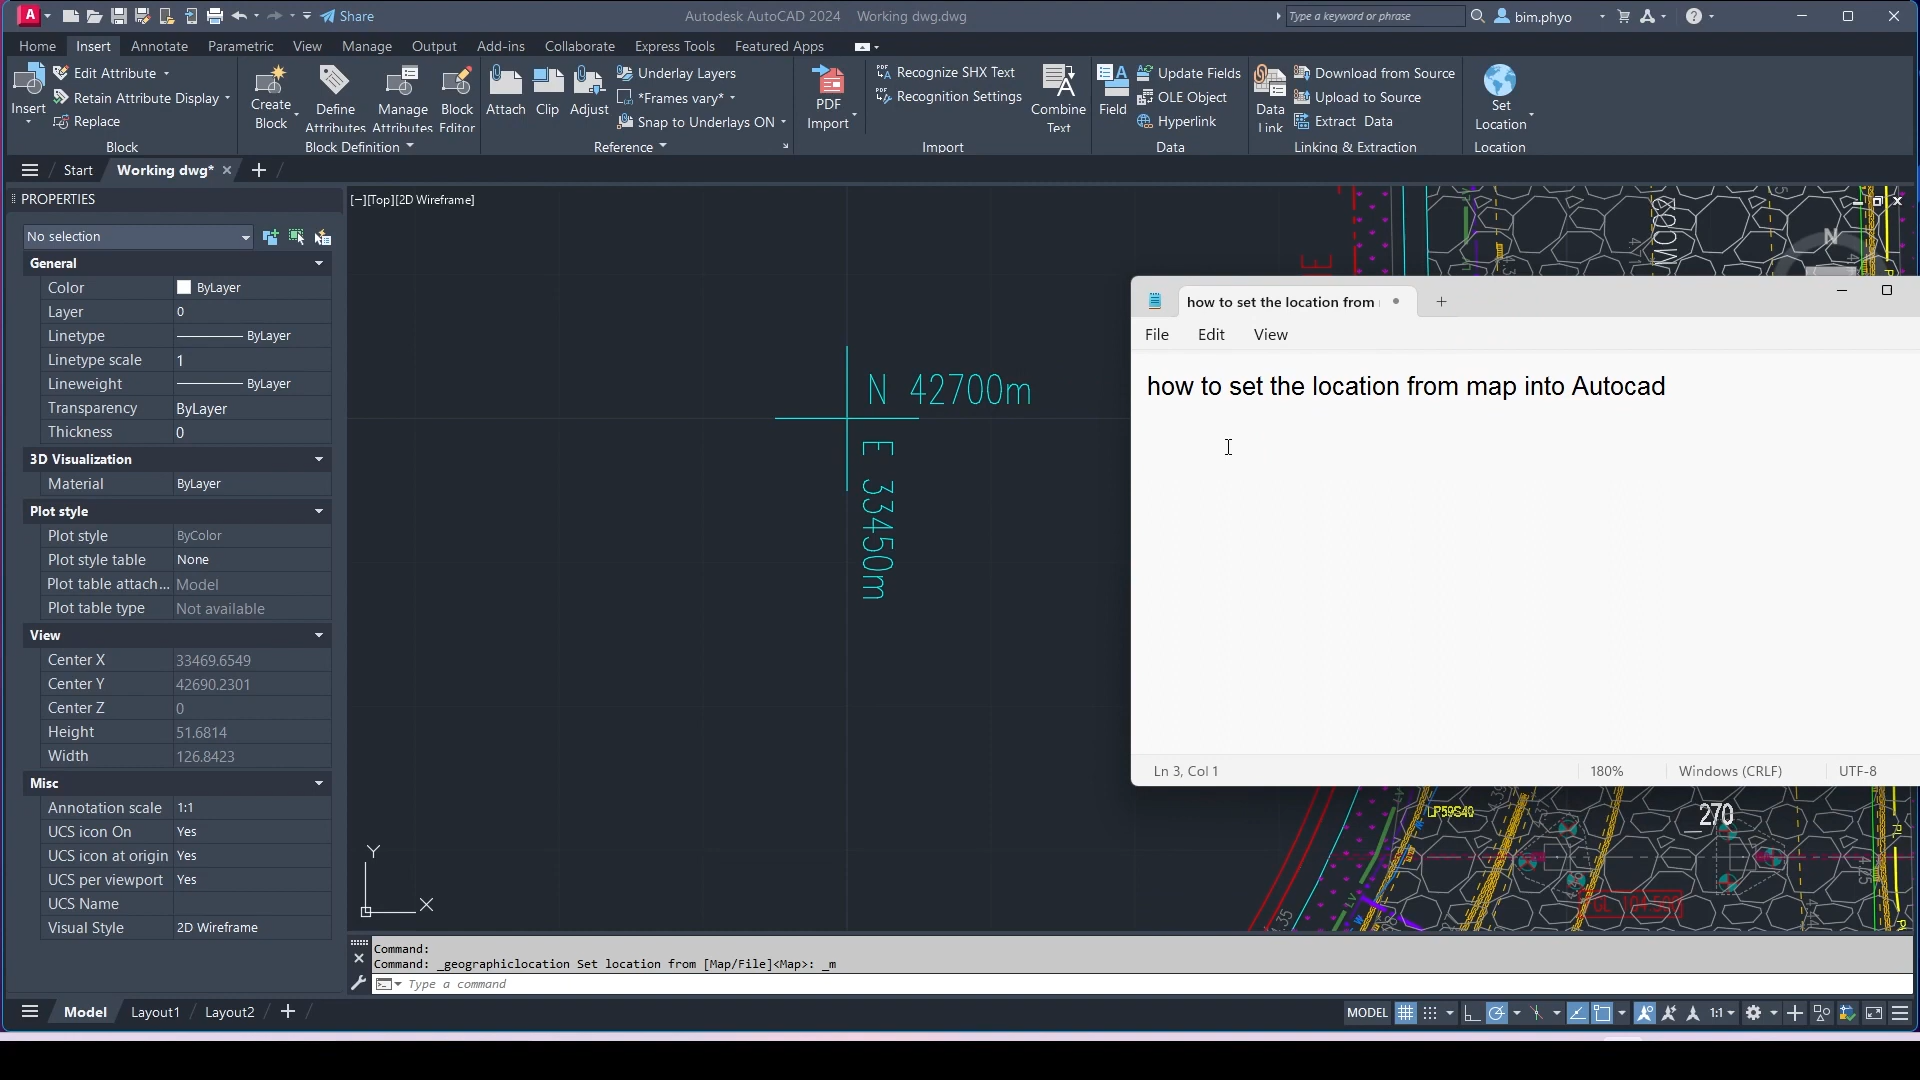 Share
Autodesk AutoCAD 2024 Working dwg.dwg
Type a keyword or phrase
bim.phyo
Home Insert Annotate Parametric View Manage Output Add-ins Collaborate Express Tools Featured Apps
Insert
Edit Attribute
Retain Attribute Display
Replace
Block
Create Block
Define Attributes
Manage Attributes
Block Editor
Block Definition
Attach
Clip
Adjust
Underlay Layers
*Frames vary*
Snap to Underlays ON
Reference
PDF Import
Recognize SHX Text
Recognition Settings
Combine Text
Import
Field
Update Fields
OLE Object
Hyperlink
Data
Data Link
Download from Source
Upload to Source
Extract Data
Linking & Extraction
Set Location
Location
Start
Working dwg*
PROPERTIES
No selection
General
Color ByLayer
Layer 0
Linetype ByLayer
Linetype scale 1
Lineweight ByLayer
Transparency ByLayer
Thickness 0
3D Visualization
Material ByLayer
Plot style
Plot style ByColor
Plot style table None
Plot table attach... Model
Plot table type Not available
View
Center X 33469.6549
Center Y 42690.2301
Center Z 0
Height 51.6814
Width 126.8423
Misc
Annotation scale 1:1
UCS icon On Yes
UCS icon at origin Yes
UCS per viewport Yes
UCS Name
Visual Style 2D Wireframe
[−][Top][2D Wireframe]
N 42700m
E 33450m
Y
X
N
how to set the location from
File Edit View
how to set the location from map into Autocad
Ln 3, Col 1
180%
Windows (CRLF)
UTF-8
LP59S40
270
GL 104.500
Command:
Command: _geographiclocation Set location from [Map/File]<Map>: _m
Type a command
Model Layout1 Layout2
MODEL
1:1